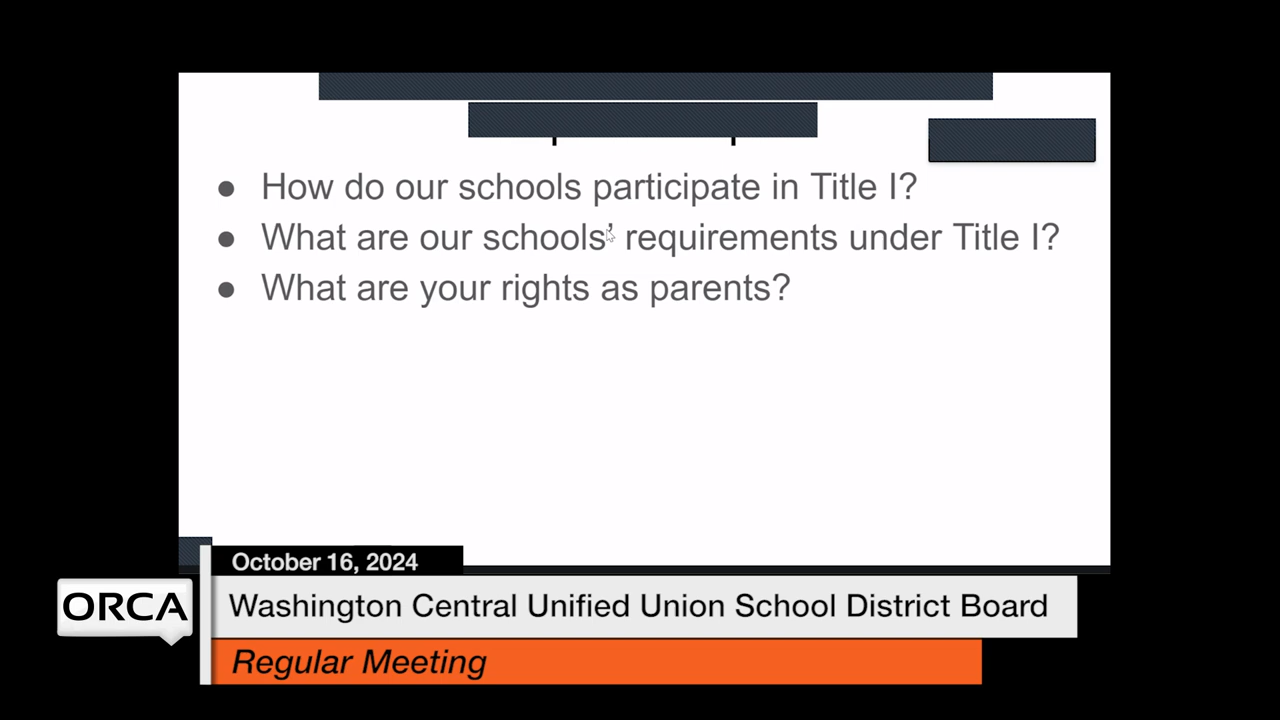 ● How do our schools participate in Title I?
● What are our schools' requirements under Title I?
● What are your rights as parents?
October 16, 2024
ORCA
Washington Central Unified Union School District Board
Regular Meeting